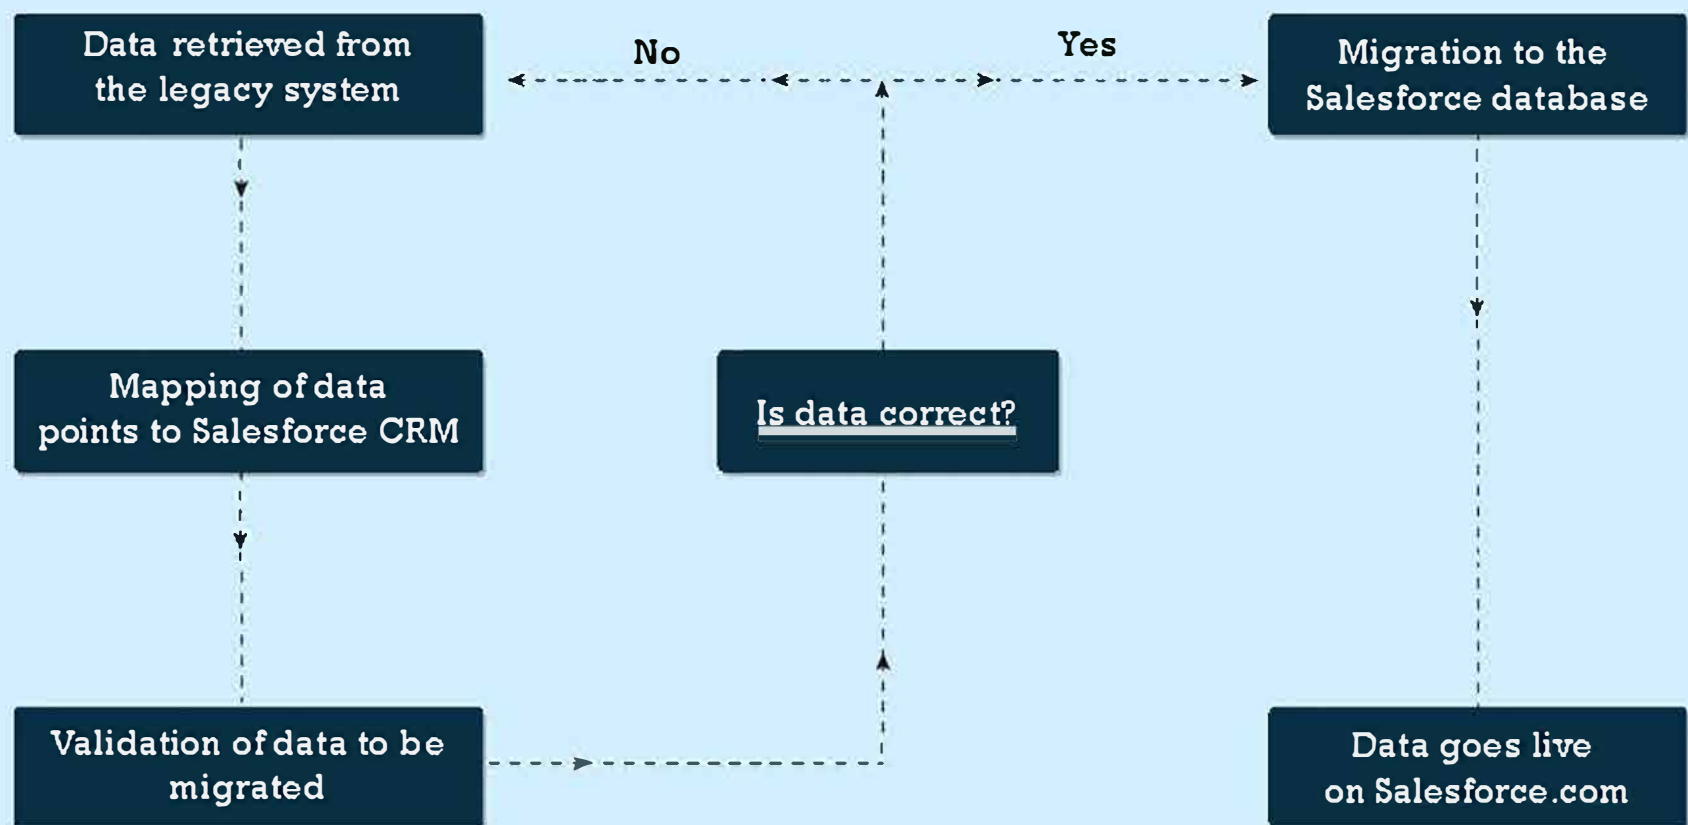 Data retrieved from
the legacy system
No
Yes
Migration to the
Salesforce database
Mapping of data
points to Salesforce CRM
Is data correct?
Validation of data to be
migrated
Data goes live
on Salesforce.com